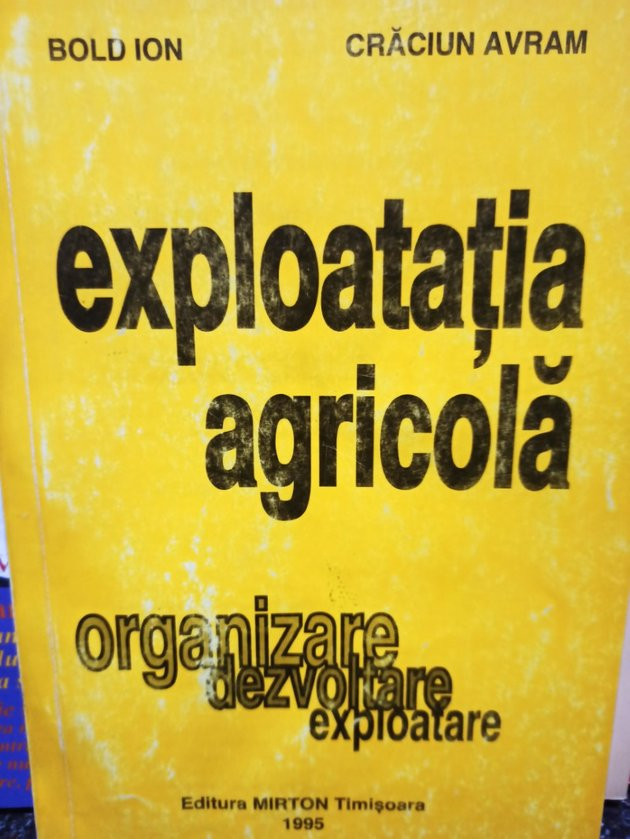 BOLD ION
CRĂCIUN AVRAM
exploatația
agricolă
organizare
dezvoltare
exploatare
Editura MIRTON Timișoara
1995